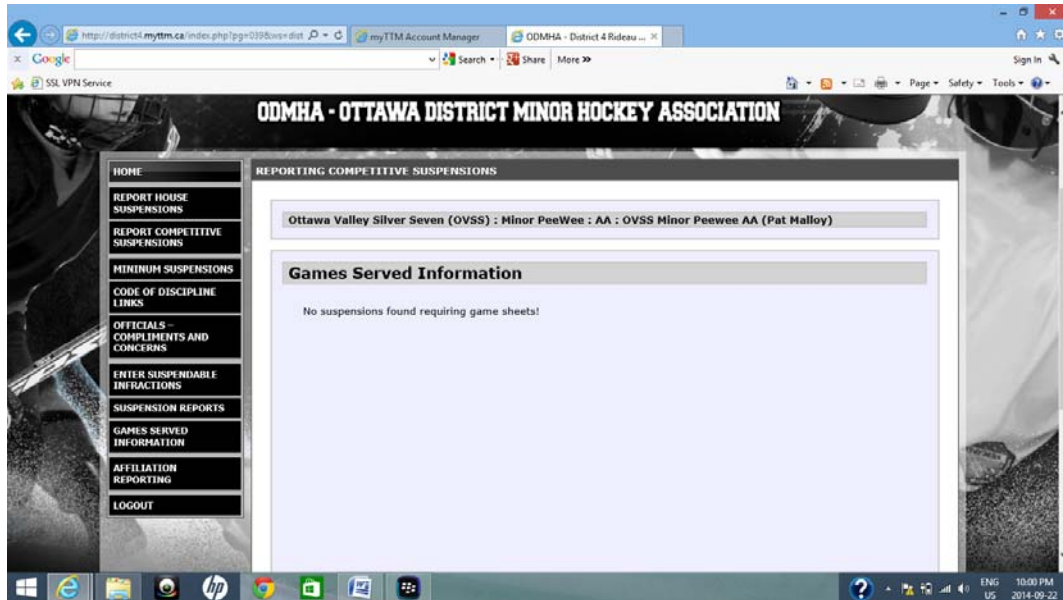 http://district4.myttm.ca/index.php?pg=039&ws=dist
myTTM Account Manager
ODMHA - District 4 Rideau ...
x Google
Search
Share
More >>
Sign In
SSL VPN Service
Page
Safety
Tools
ODMHA - OTTAWA DISTRICT MINOR HOCKEY ASSOCIATION
HOME
REPORT HOUSE
SUSPENSIONS
REPORT COMPETITIVE
SUSPENSIONS
MININUM SUSPENSIONS
CODE OF DISCIPLINE
LINKS
OFFICIALS –
COMPLIMENTS AND
CONCERNS
ENTER SUSPENDABLE
INFRACTIONS
SUSPENSION REPORTS
GAMES SERVED
INFORMATION
AFFILIATION
REPORTING
LOGOUT
REPORTING COMPETITIVE SUSPENSIONS
Ottawa Valley Silver Seven (OVSS) : Minor PeeWee : AA : OVSS Minor Peewee AA (Pat Malloy)
Games Served Information
No suspensions found requiring game sheets!
hp
ENG
US
10:00 PM
2014-09-22